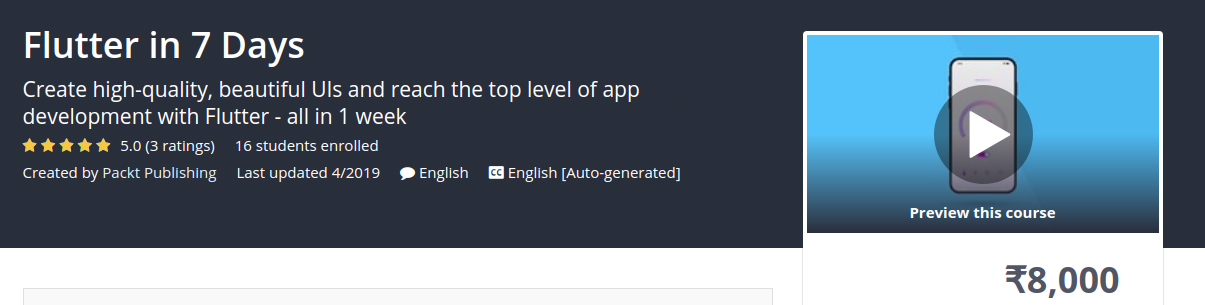 Flutter in 7 Days
Create high-quality, beautiful UIs and reach the top level of app
development with Flutter - all in 1 week
5.0 (3 ratings) 16 students enrolled
Created by Packt Publishing Last updated 4/2019 English CC English [Auto-generated]
Preview this course
₹8,000